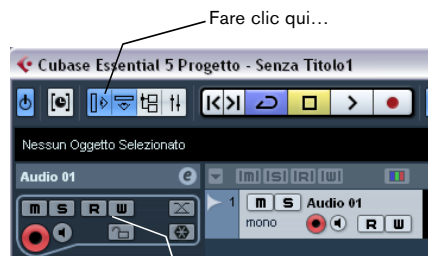 Fare clic qui…
Cubase Essential 5 Progetto - Senza Titolo1
Nessun Oggetto Selezionato
Audio 01 e [m] [S] [R] [W]
m S R W
1 m S Audio 01
mono R W